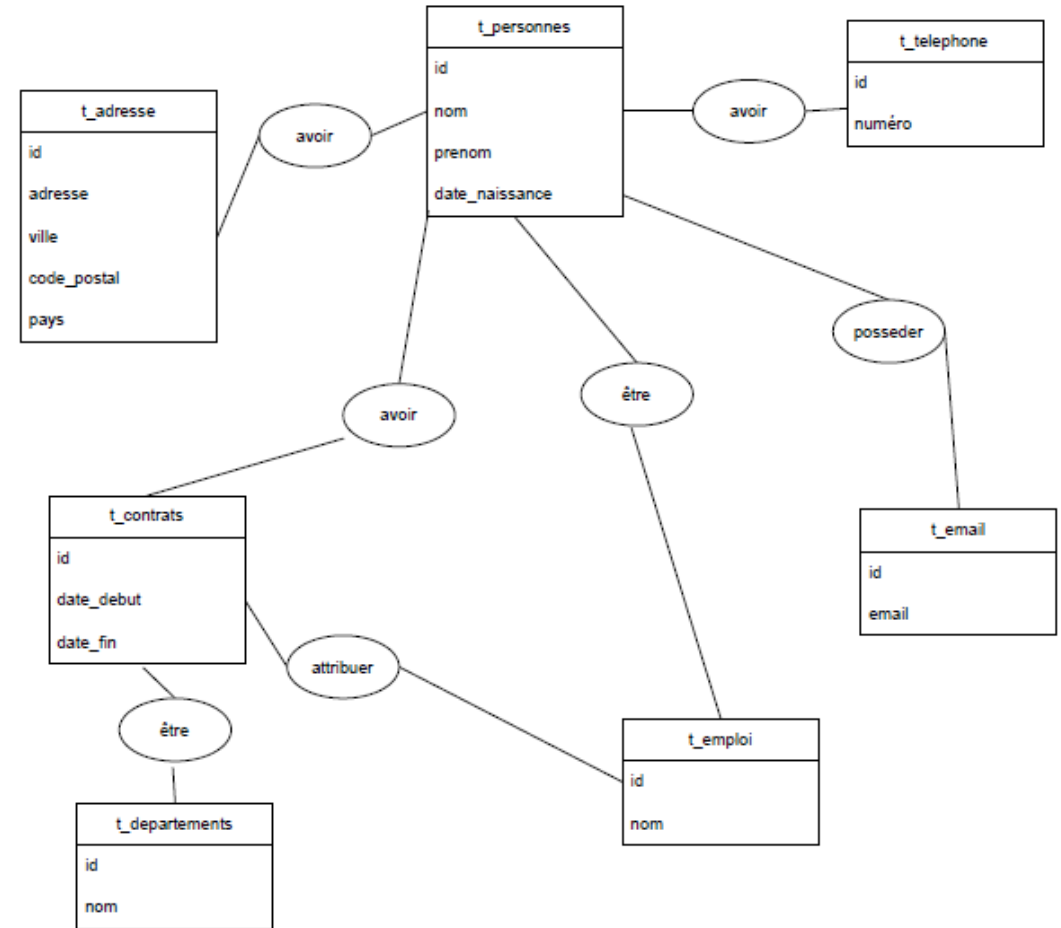 t_personnes
id
nom
prenom
date_naissance
t_telephone
id
numéro
t_adresse
id
adresse
ville
code_postal
pays
avoir
avoir
posseder
avoir
être
t_contrats
id
date_debut
date_fin
t_email
id
email
attribuer
être
t_emploi
id
nom
t_departements
id
nom